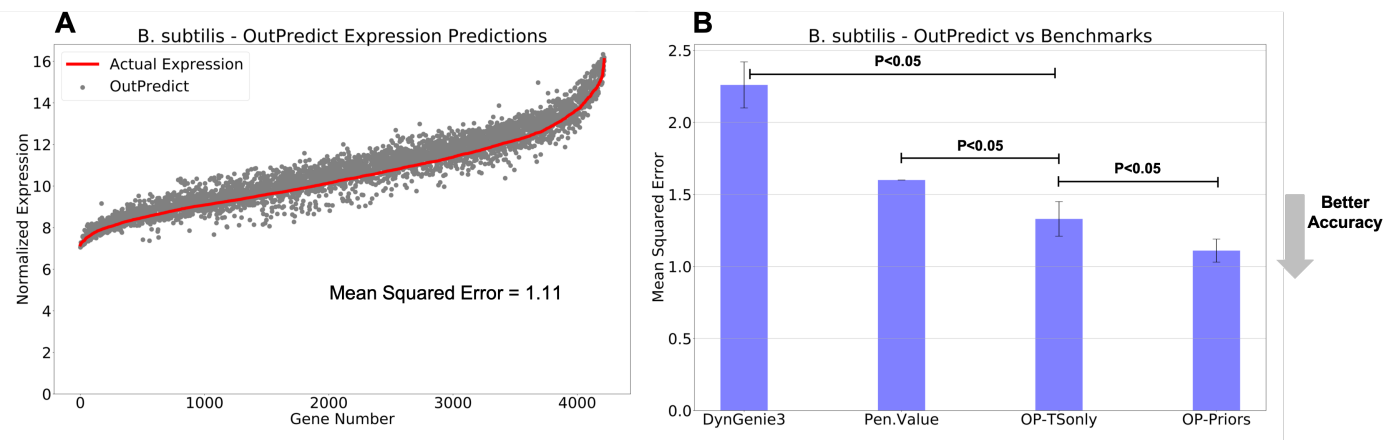 A
B. subtilis - OutPredict Expression Predictions
Actual Expression
OutPredict
Normalized Expression
16
14
12
10
8
6
4
2
0
Mean Squared Error = 1.11
0 1000 2000 3000 4000
Gene Number
B
B. subtilis - OutPredict vs Benchmarks
Mean Squared Error
2.5
2.0
1.5
1.0
0.5
0.0
P<0.05
P<0.05
P<0.05
DynGenie3 Pen.Value OP-TSonly OP-Priors
Better
Accuracy